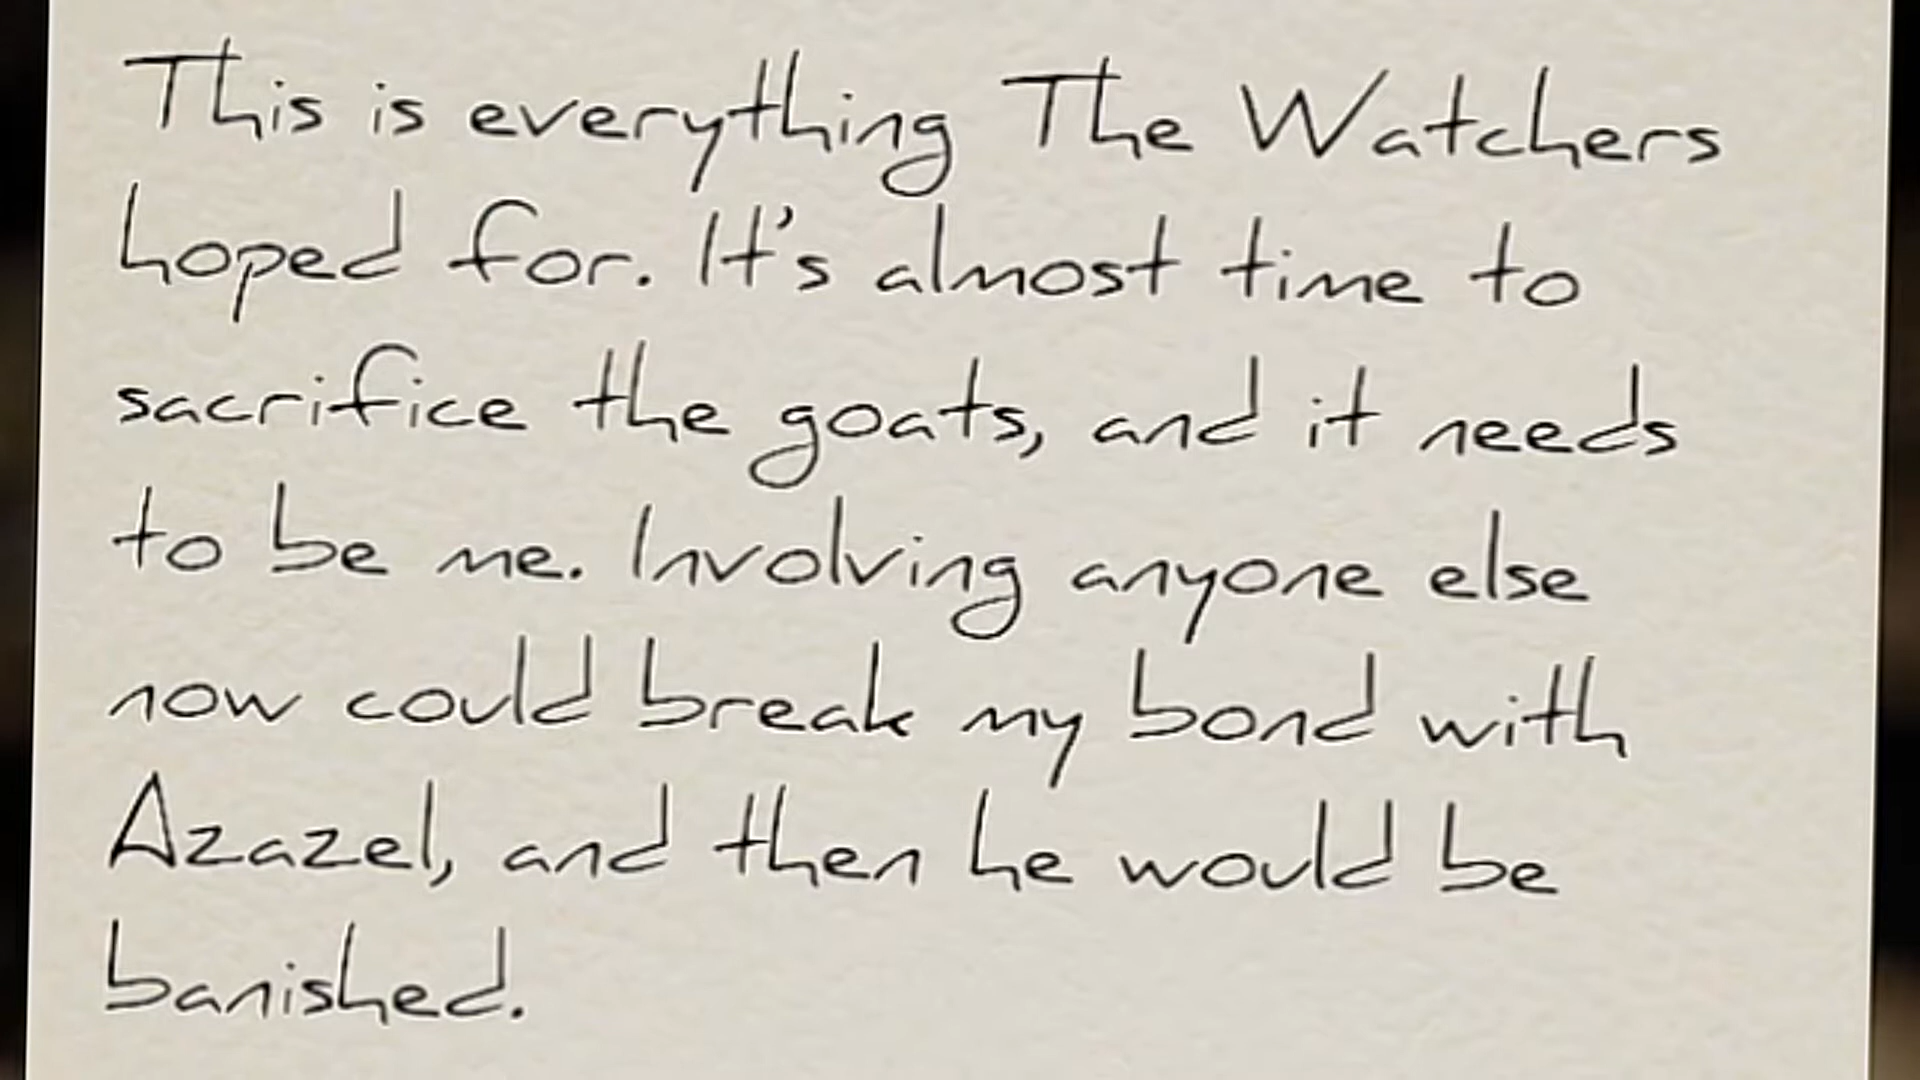 This is everything The Watchers
hoped for. It's almost time to
sacrifice the goats, and it needs
to be me. Involving anyone else
now could break my bond with
Azazel, and then he would be
banished.